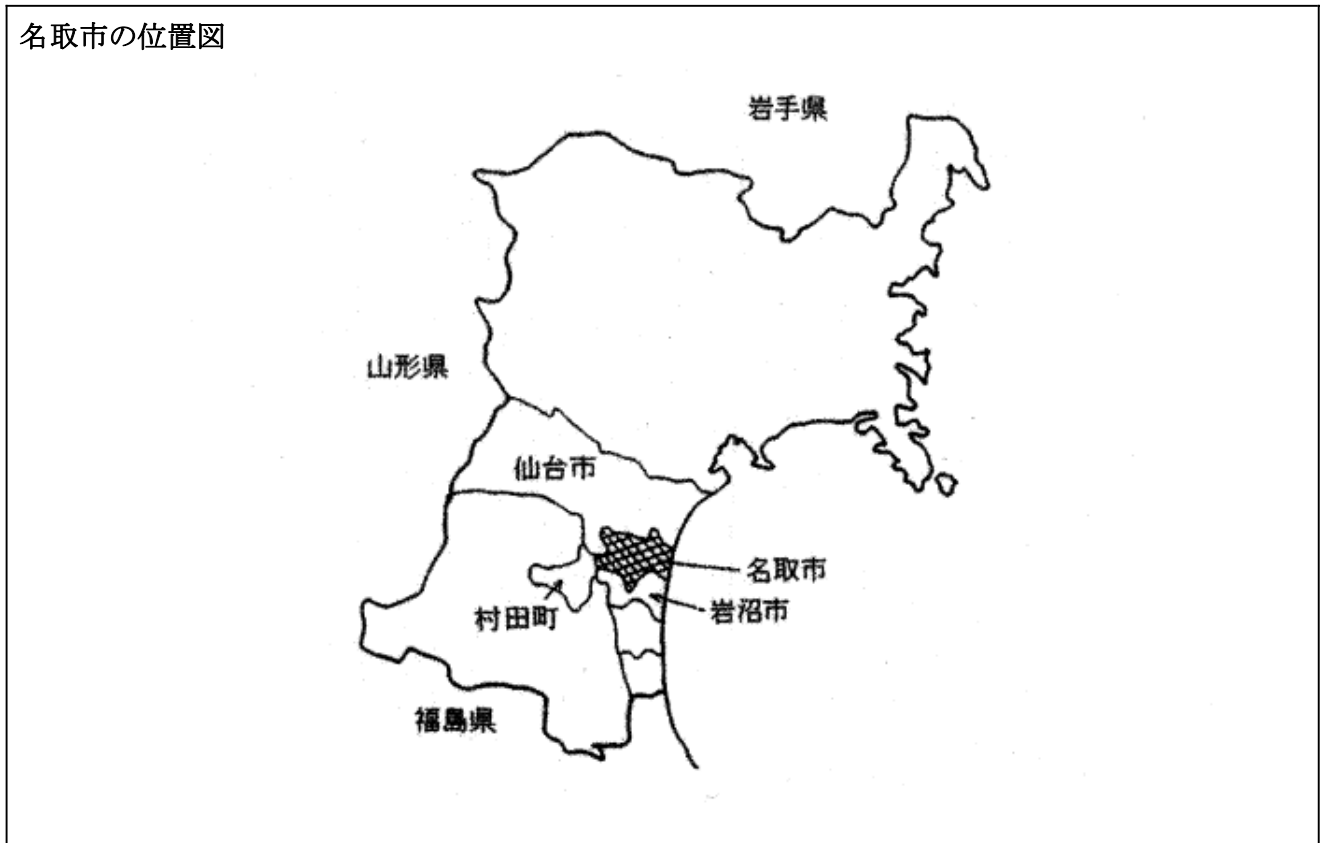 名取市の位置図
岩手県
山形県
仙台市
名取市
岩沼市
村田町
福島県